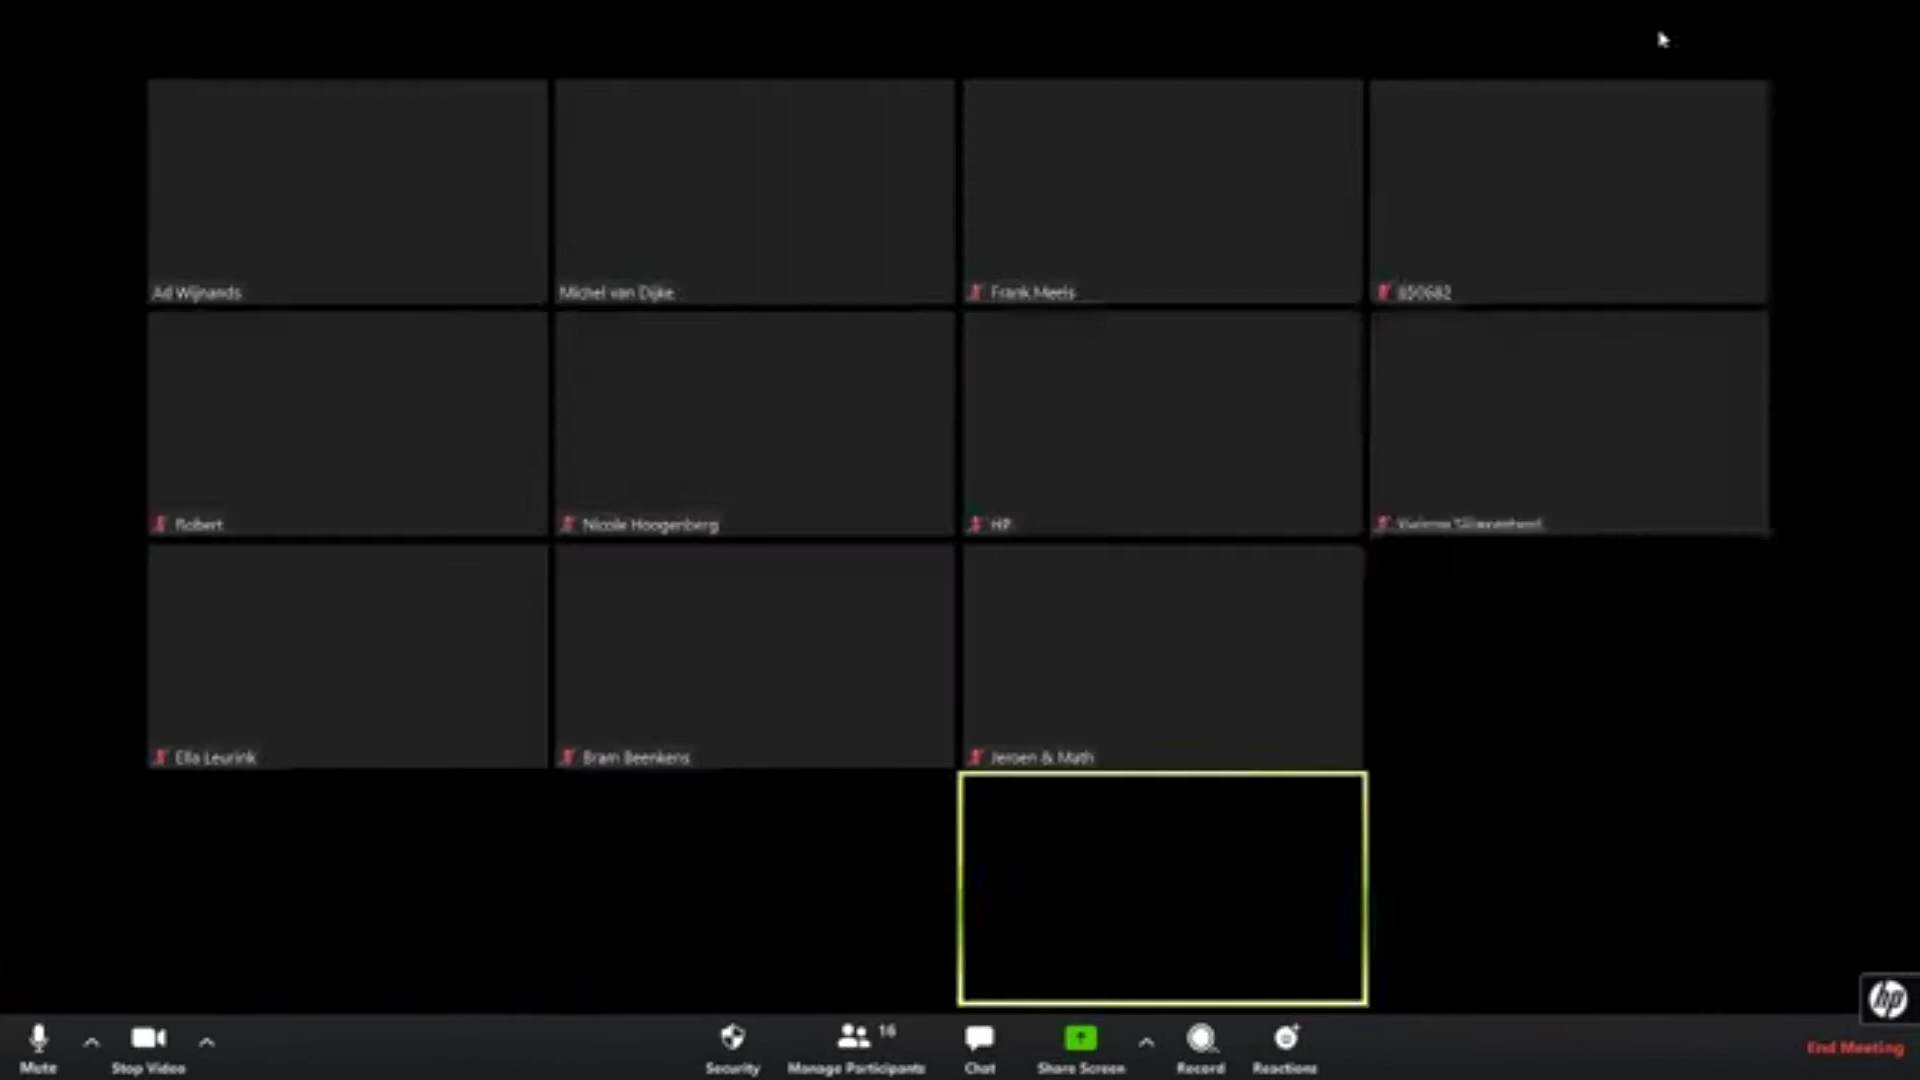 Ad Wijnands
Michel van Dijke
Frank Meels
850682
Robert
Nicole Hoogenberg
HP
Ella Leurink
Bram Beenkens
Jeroen & Math
hp
Mute
Stop Video
Security
Manage Participants
16
Chat
Share Screen
Record
Reactions
End Meeting